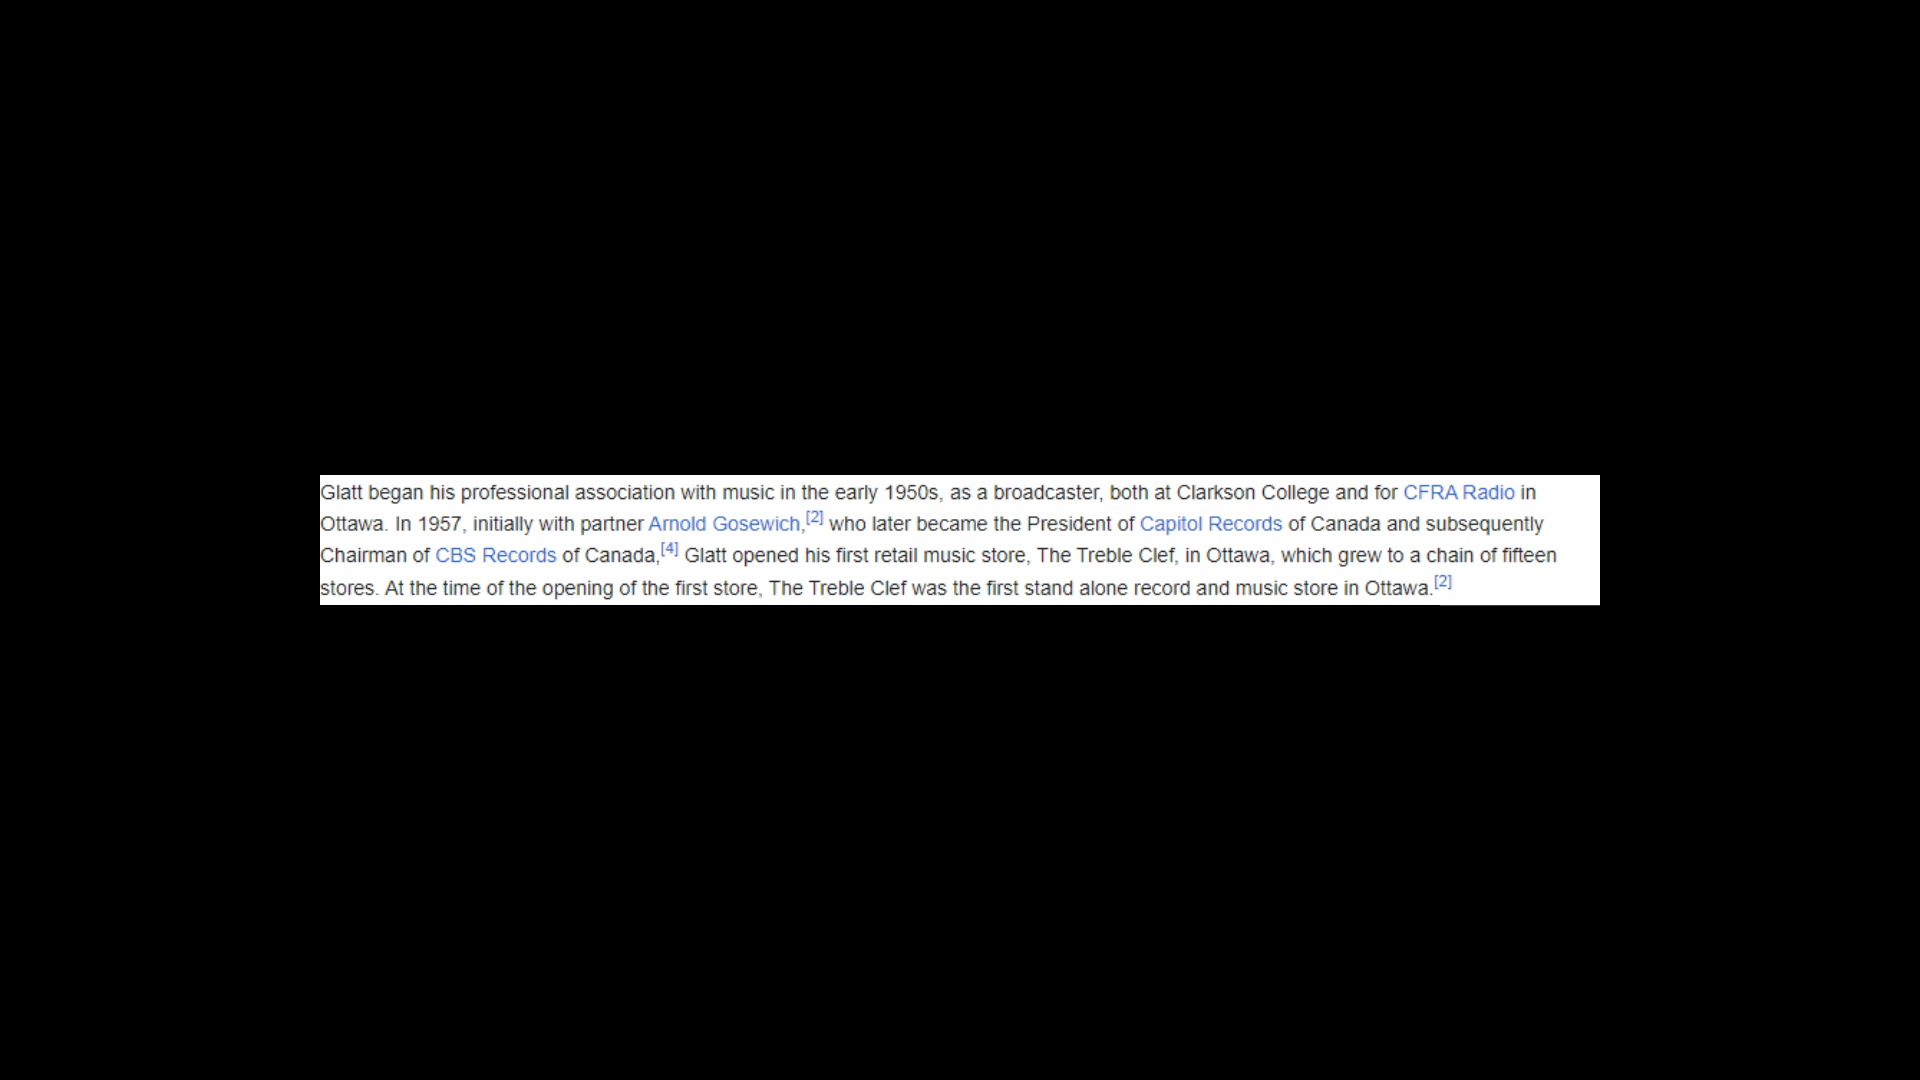 Glatt began his professional association with music in the early 1950s, as a broadcaster, both at Clarkson College and for CFRA Radio in
Ottawa. In 1957, initially with partner Arnold Gosewich,[2] who later became the President of Capitol Records of Canada and subsequently
Chairman of CBS Records of Canada,[4] Glatt opened his first retail music store, The Treble Clef, in Ottawa, which grew to a chain of fifteen
stores. At the time of the opening of the first store, The Treble Clef was the first stand alone record and music store in Ottawa.[2]